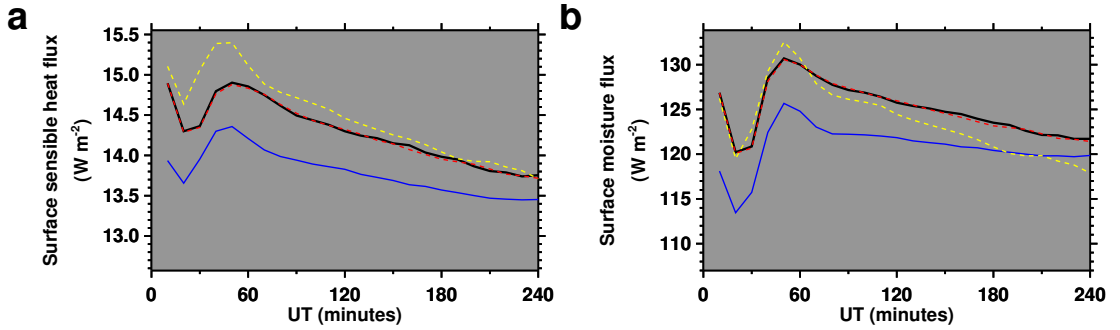 a
Surface sensible heat flux
(W m-2)
15.5
15.0
14.5
14.0
13.5
13.0
0
60
120
180
240
UT (minutes)
b
Surface moisture flux
(W m-2)
130
125
120
115
110
0
60
120
180
240
UT (minutes)